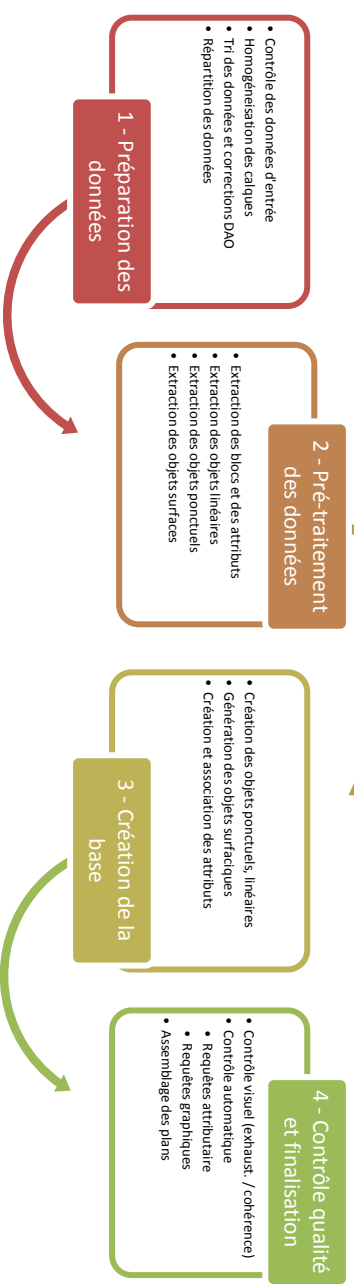 • Contrôle des données d'entrée
• Homogéneisation des calques
• Tri des données et corrections DAO
• Répartition des données
1 - Préparation des
données
2 - Pré-traitement
des données
• Extraction des blocs et des attributs
• Extraction des objets linéaires
• Extraction des objets ponctuels
• Extraction des objets surfaces
• Création des objets ponctuels, linéaires
• Génération des objets surfaciques
• Création et association des attributs
3 - Création de la
base
4 - Contrôle qualité
et finalisation
• Contrôle visuel (exhaust. / cohérence)
• Contrôle automatique
• Requêtes attributaire
• Requêtes graphiques
• Assemblage des plans